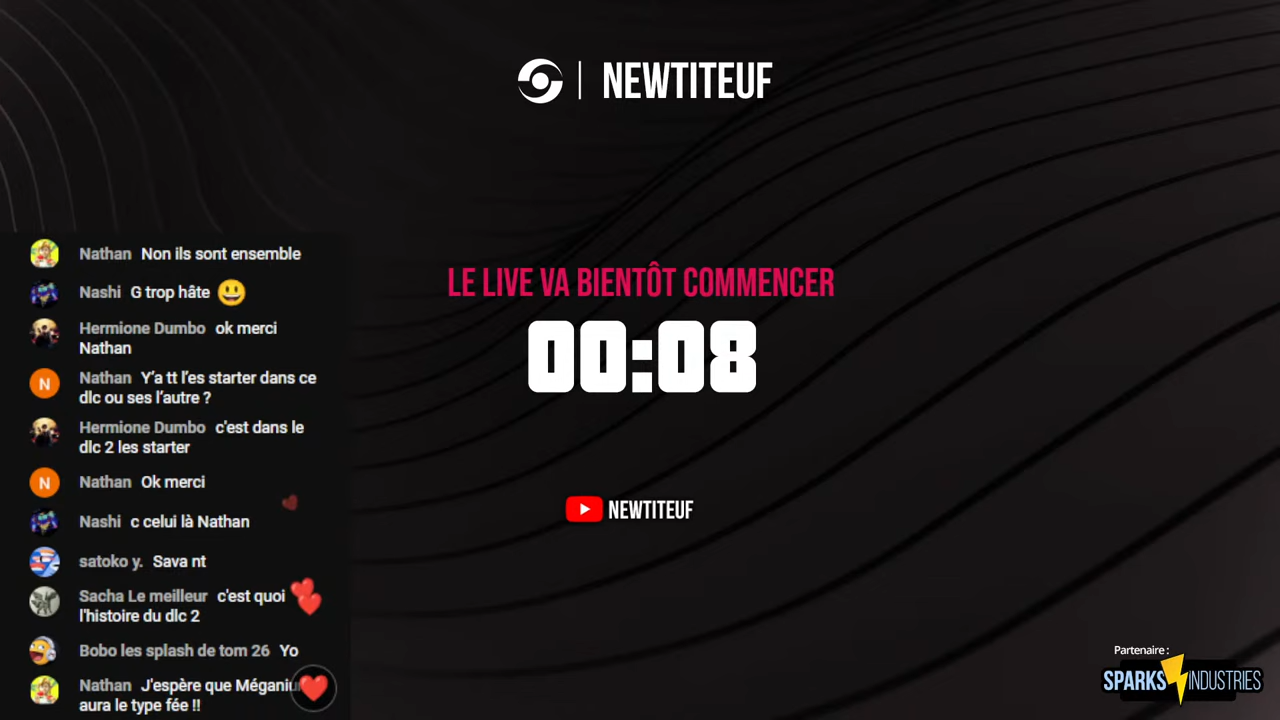 NEWTITEUF
LE LIVE VA BIENTÔT COMMENCER
00:08
NEWTITEUF
Nathan Non ils sont ensemble
Nashi G trop hâte 😃
Hermione Dumbo ok merci
Nathan
Nathan Y'a tt l'es starter dans ce
dlc ou ses l'autre ?
Hermione Dumbo c'est dans le
dlc 2 les starter
Nathan Ok merci
N
N
Nashi c celui là Nathan
satoko y. Sava nt
Sacha Le meilleur c'est quoi
l'histoire du dlc 2
Bobo les splash de tom 26 Yo
Nathan J'espère que Méganiu
aura le type fée !!
Partenaire :
SPARKS INDUSTRIES